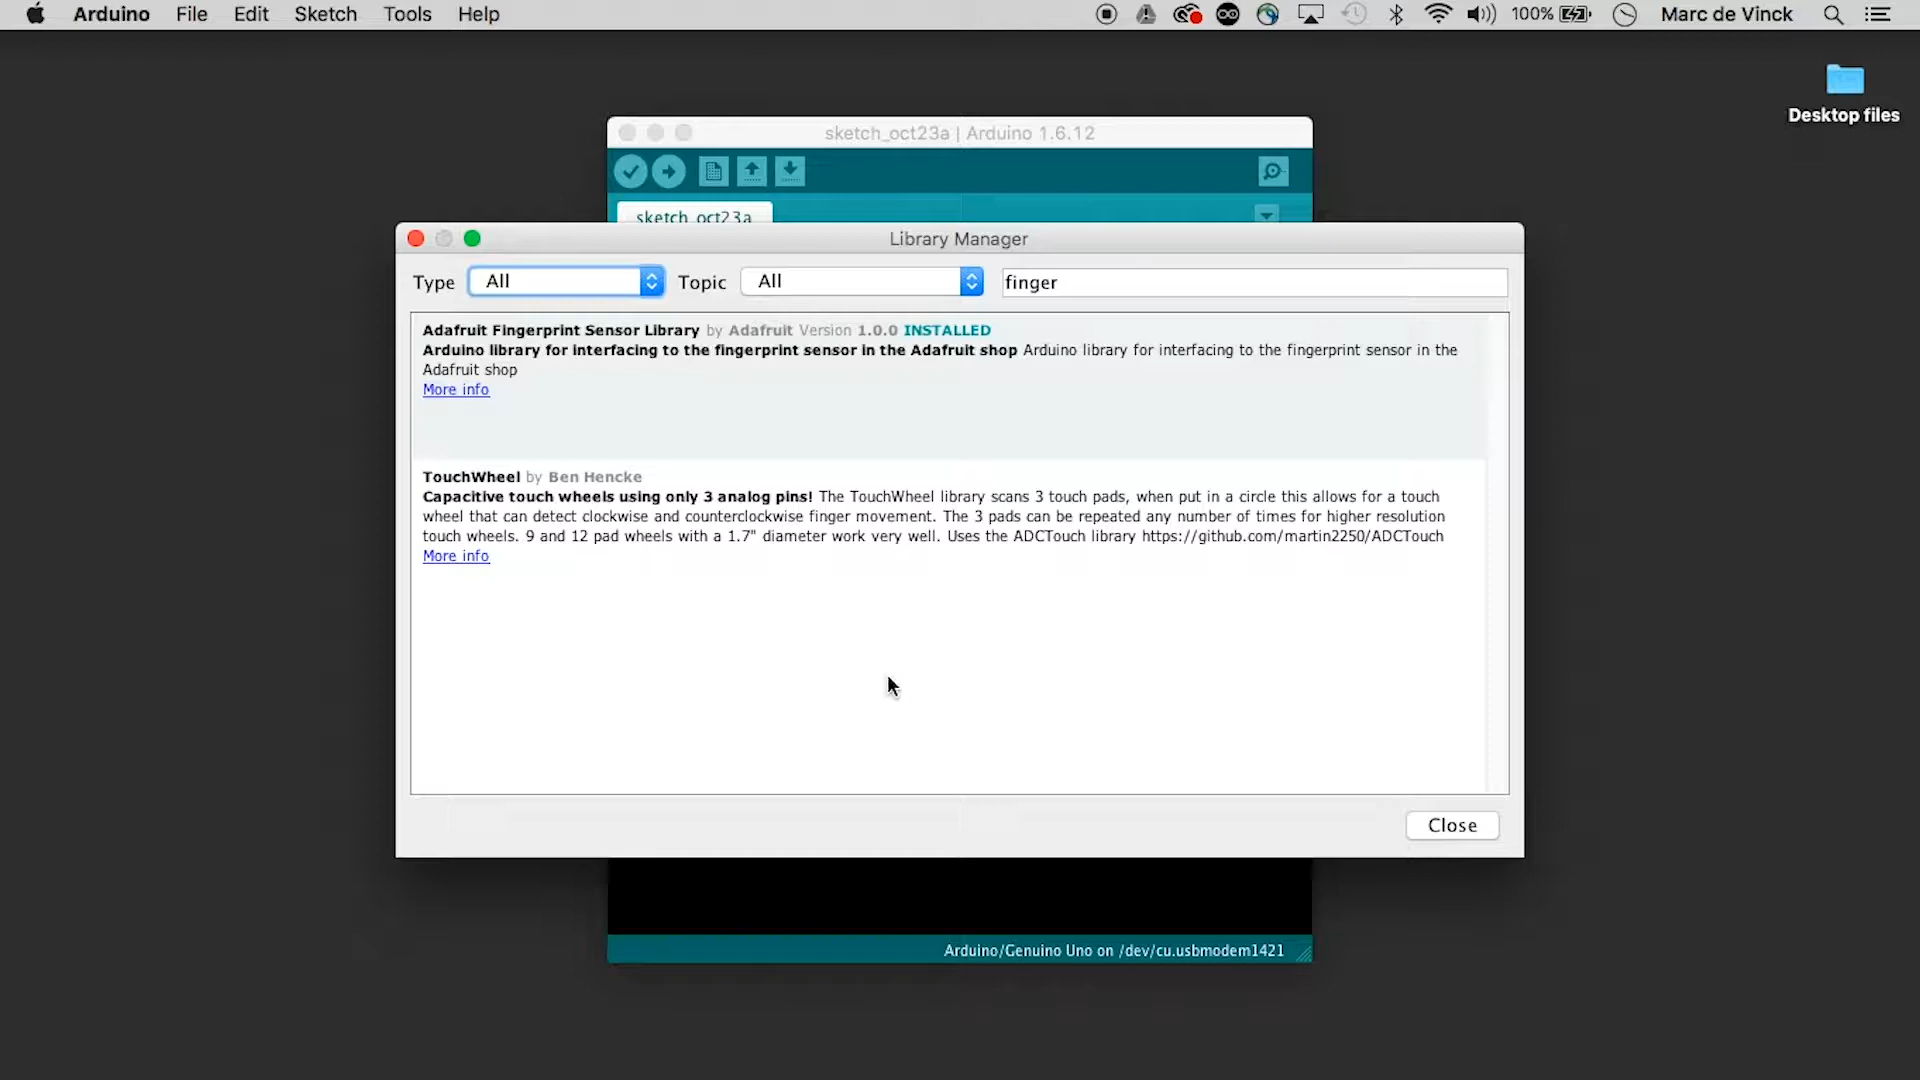 Arduino File Edit Sketch Tools Help 100% Marc de Vinck
Desktop files
sketch_oct23a | Arduino 1.6.12
sketch_oct23a
Library Manager
Type All Topic All finger
Adafruit Fingerprint Sensor Library by Adafruit Version 1.0.0 INSTALLED
Arduino library for interfacing to the fingerprint sensor in the Adafruit shop Arduino library for interfacing to the fingerprint sensor in the
Adafruit shop
More info
TouchWheel by Ben Hencke
Capacitive touch wheels using only 3 analog pins! The TouchWheel library scans 3 touch pads, when put in a circle this allows for a touch
wheel that can detect clockwise and counterclockwise finger movement. The 3 pads can be repeated any number of times for higher resolution
touch wheels. 9 and 12 pad wheels with a 1.7" diameter work very well. Uses the ADCTouch library https://github.com/martin2250/ADCTouch
More info
Close
Arduino/Genuino Uno on /dev/cu.usbmodem1421